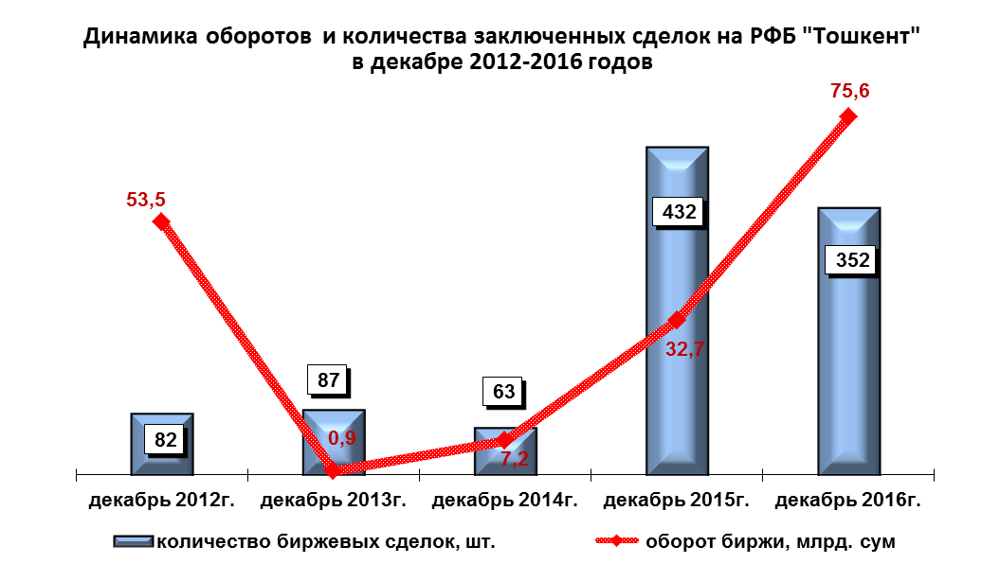 Динамика оборотов и количества заключенных сделок на РФБ "Тошкент"
в декабре 2012-2016 годов
75,6
53,5
432
352
32,7
87
63
82
0,9
7,2
декабрь 2012г.
декабрь 2013г.
декабрь 2014г.
декабрь 2015г.
декабрь 2016г.
количество биржевых сделок, шт.
оборот биржи, млрд. сум